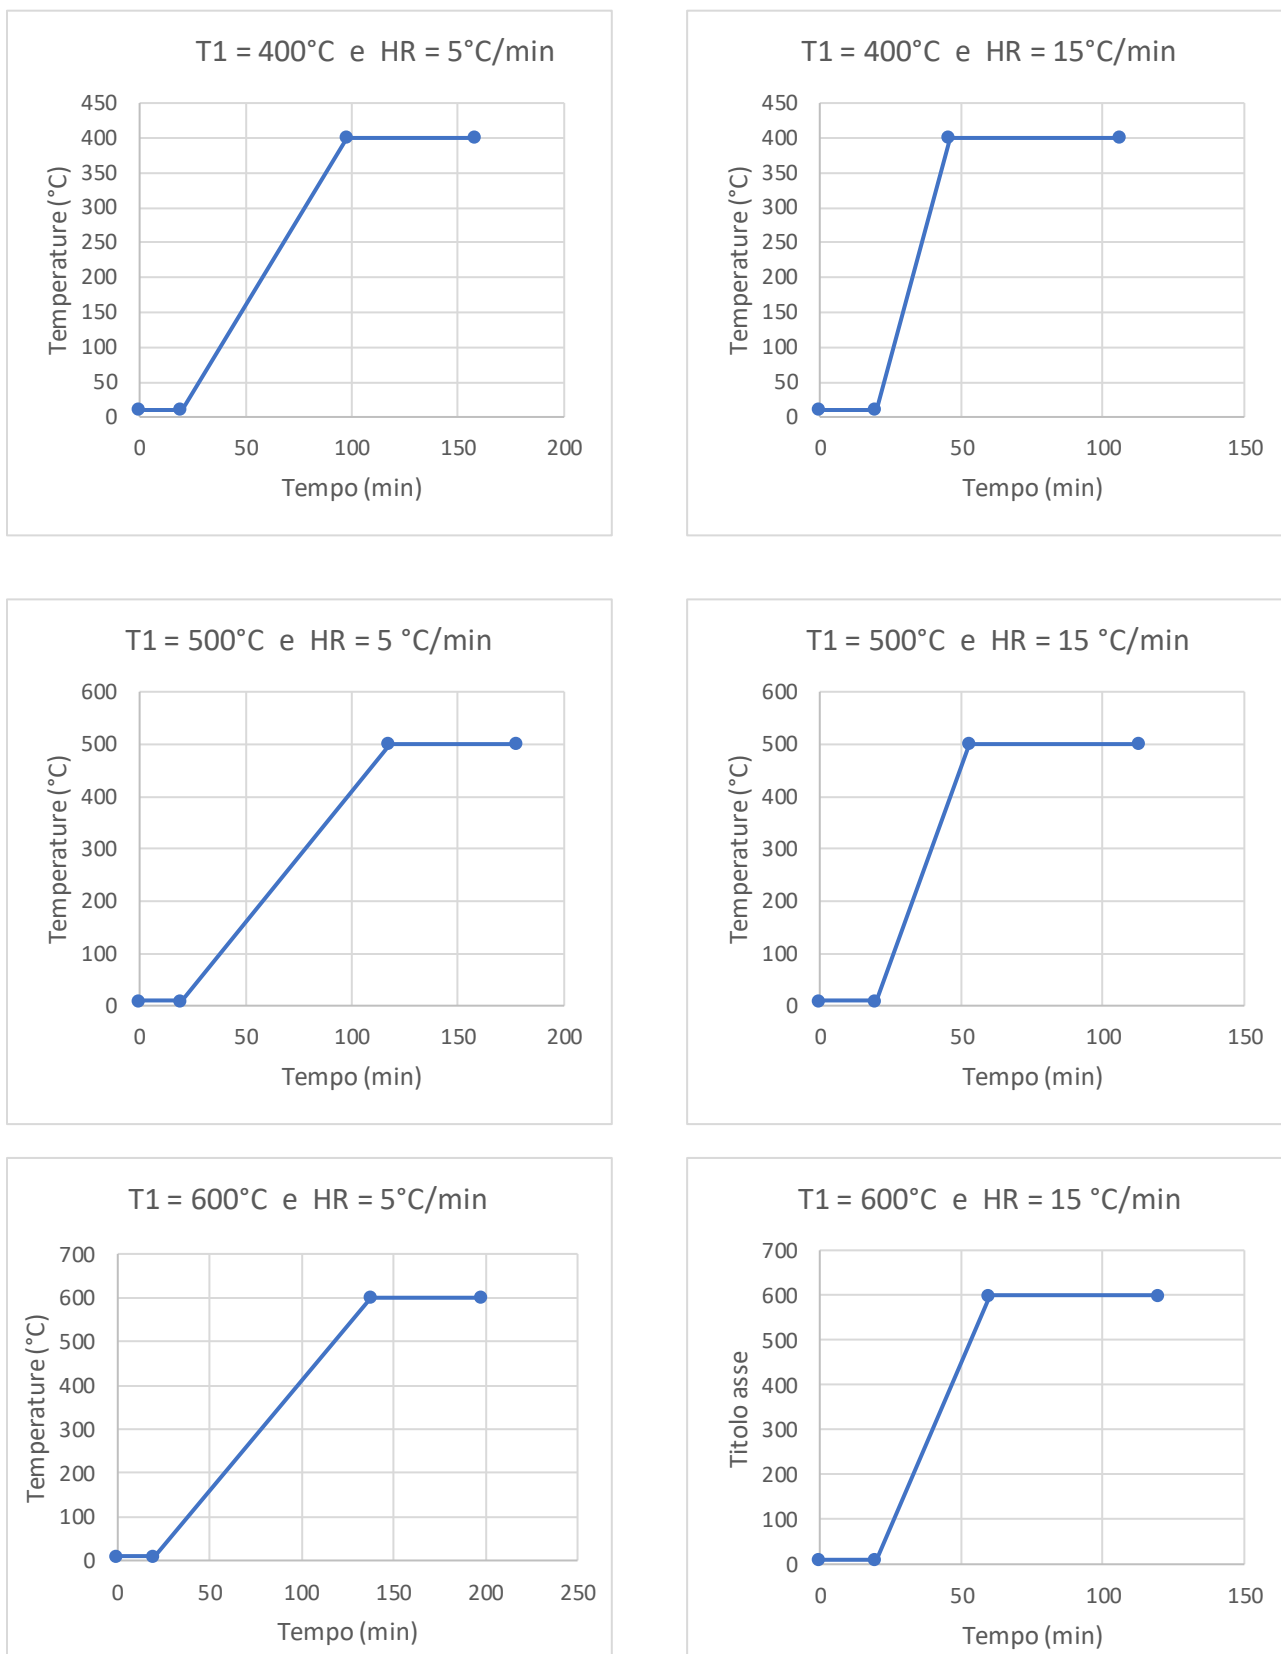 T1 = 400°C e HR = 5°C/min
450
400
350
300
250
200
150
100
50
0
0 50 100 150 200
Temperature (°C)
Tempo (min)
T1 = 400°C e HR = 15°C/min
450
400
350
300
250
200
150
100
50
0
0 50 100 150
Temperature (°C)
Tempo (min)
T1 = 500°C e HR = 5 °C/min
600
500
400
300
200
100
0
0 50 100 150 200
Temperature (°C)
Tempo (min)
T1 = 500°C e HR = 15 °C/min
600
500
400
300
200
100
0
0 50 100 150
Temperature (°C)
Tempo (min)
T1 = 600°C e HR = 5°C/min
700
600
500
400
300
200
100
0
0 50 100 150 200 250
Temperature (°C)
Tempo (min)
T1 = 600°C e HR = 15 °C/min
700
600
500
400
300
200
100
0
0 50 100 150
Titolo asse
Tempo (min)